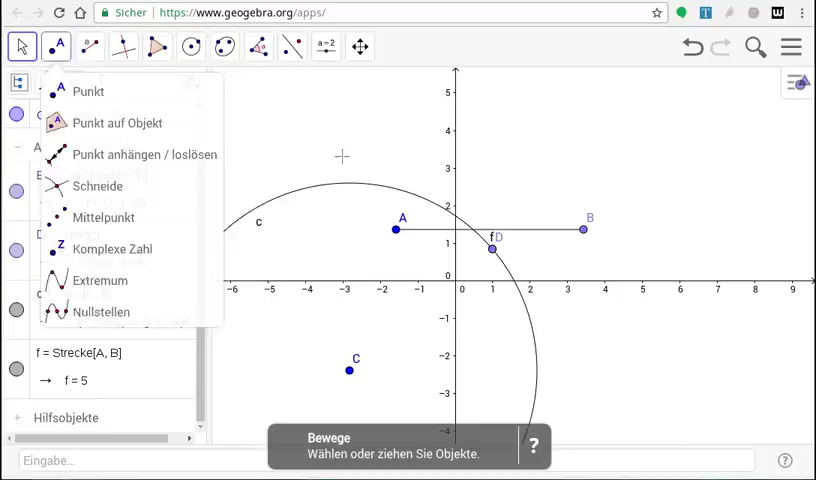 Sicher
https://www.geogebra.org/apps/
T
W
A
a=2
A Punkt
A Punkt auf Objekt
Punkt anhängen / loslösen
Schneide
Mittelpunkt
Z Komplexe Zahl
Extremum
Nullstellen
f = Strecke[A, B]
→ f = 5
+ Hilfsobjekte
5
4
3
2
1
0
−1
−2
−3
−4
−6 −5 −4 −3 −2 −1 0 1 2 3 4 5 6 7 8 9
c
A
B
f D
C
Bewege
Wählen oder ziehen Sie Objekte.
?
Eingabe...
?